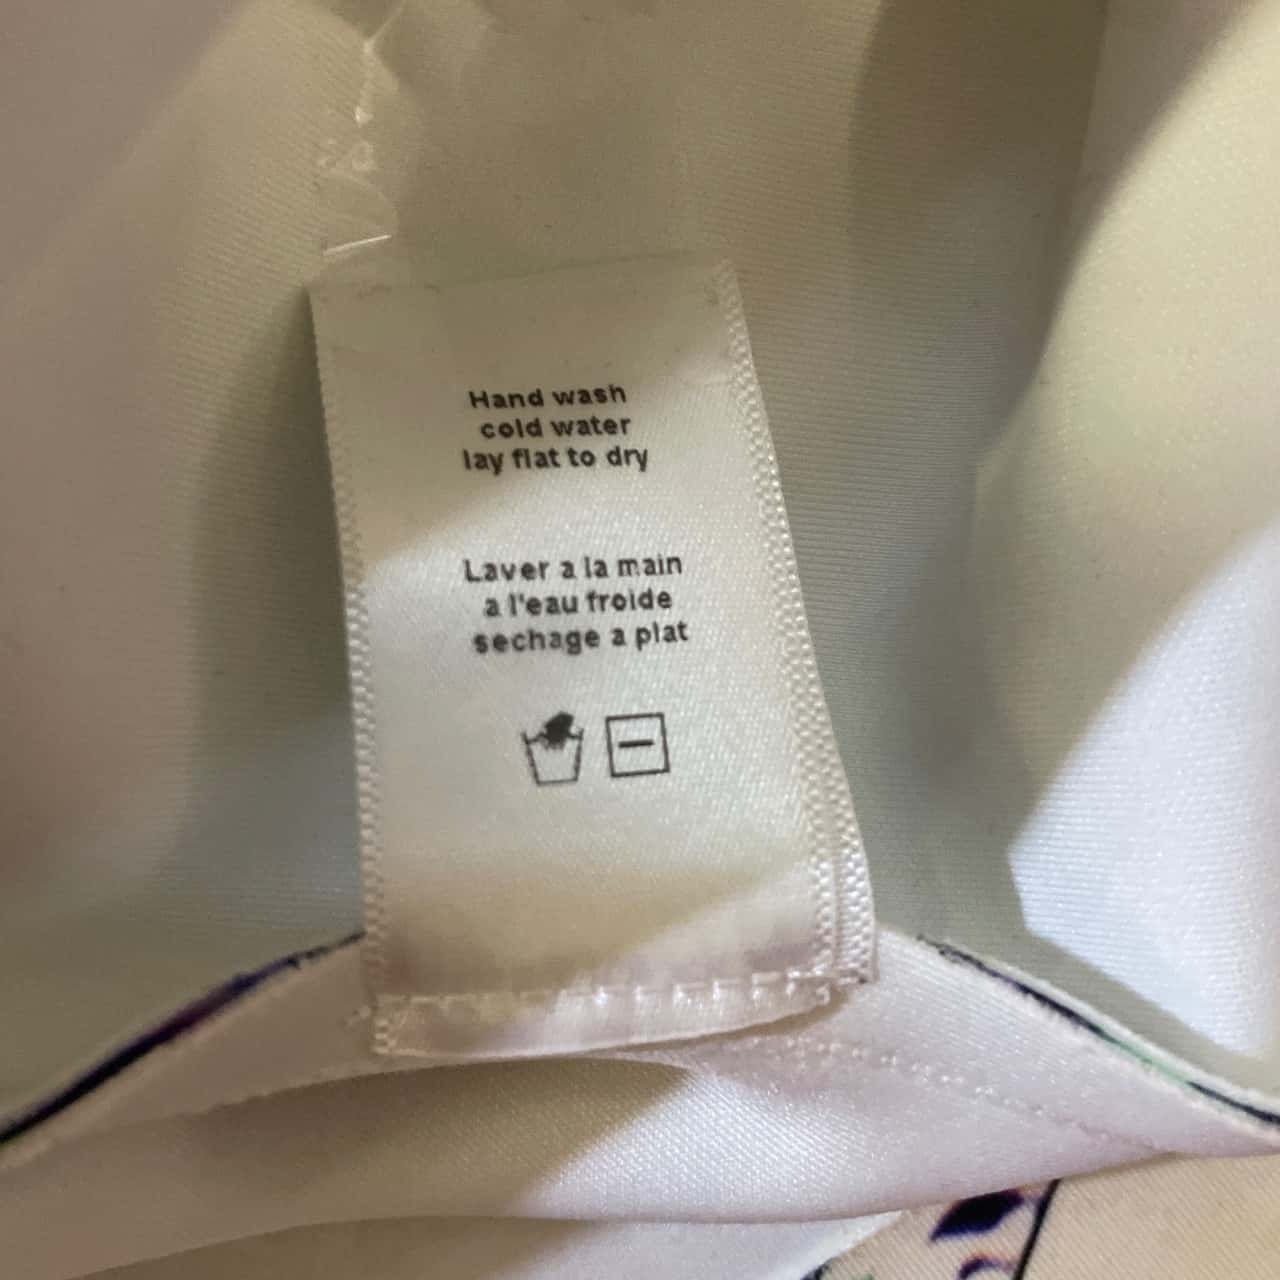 Hand wash
cold water
lay flat to dry
Laver a la main
a l'eau froide
sechage a plat